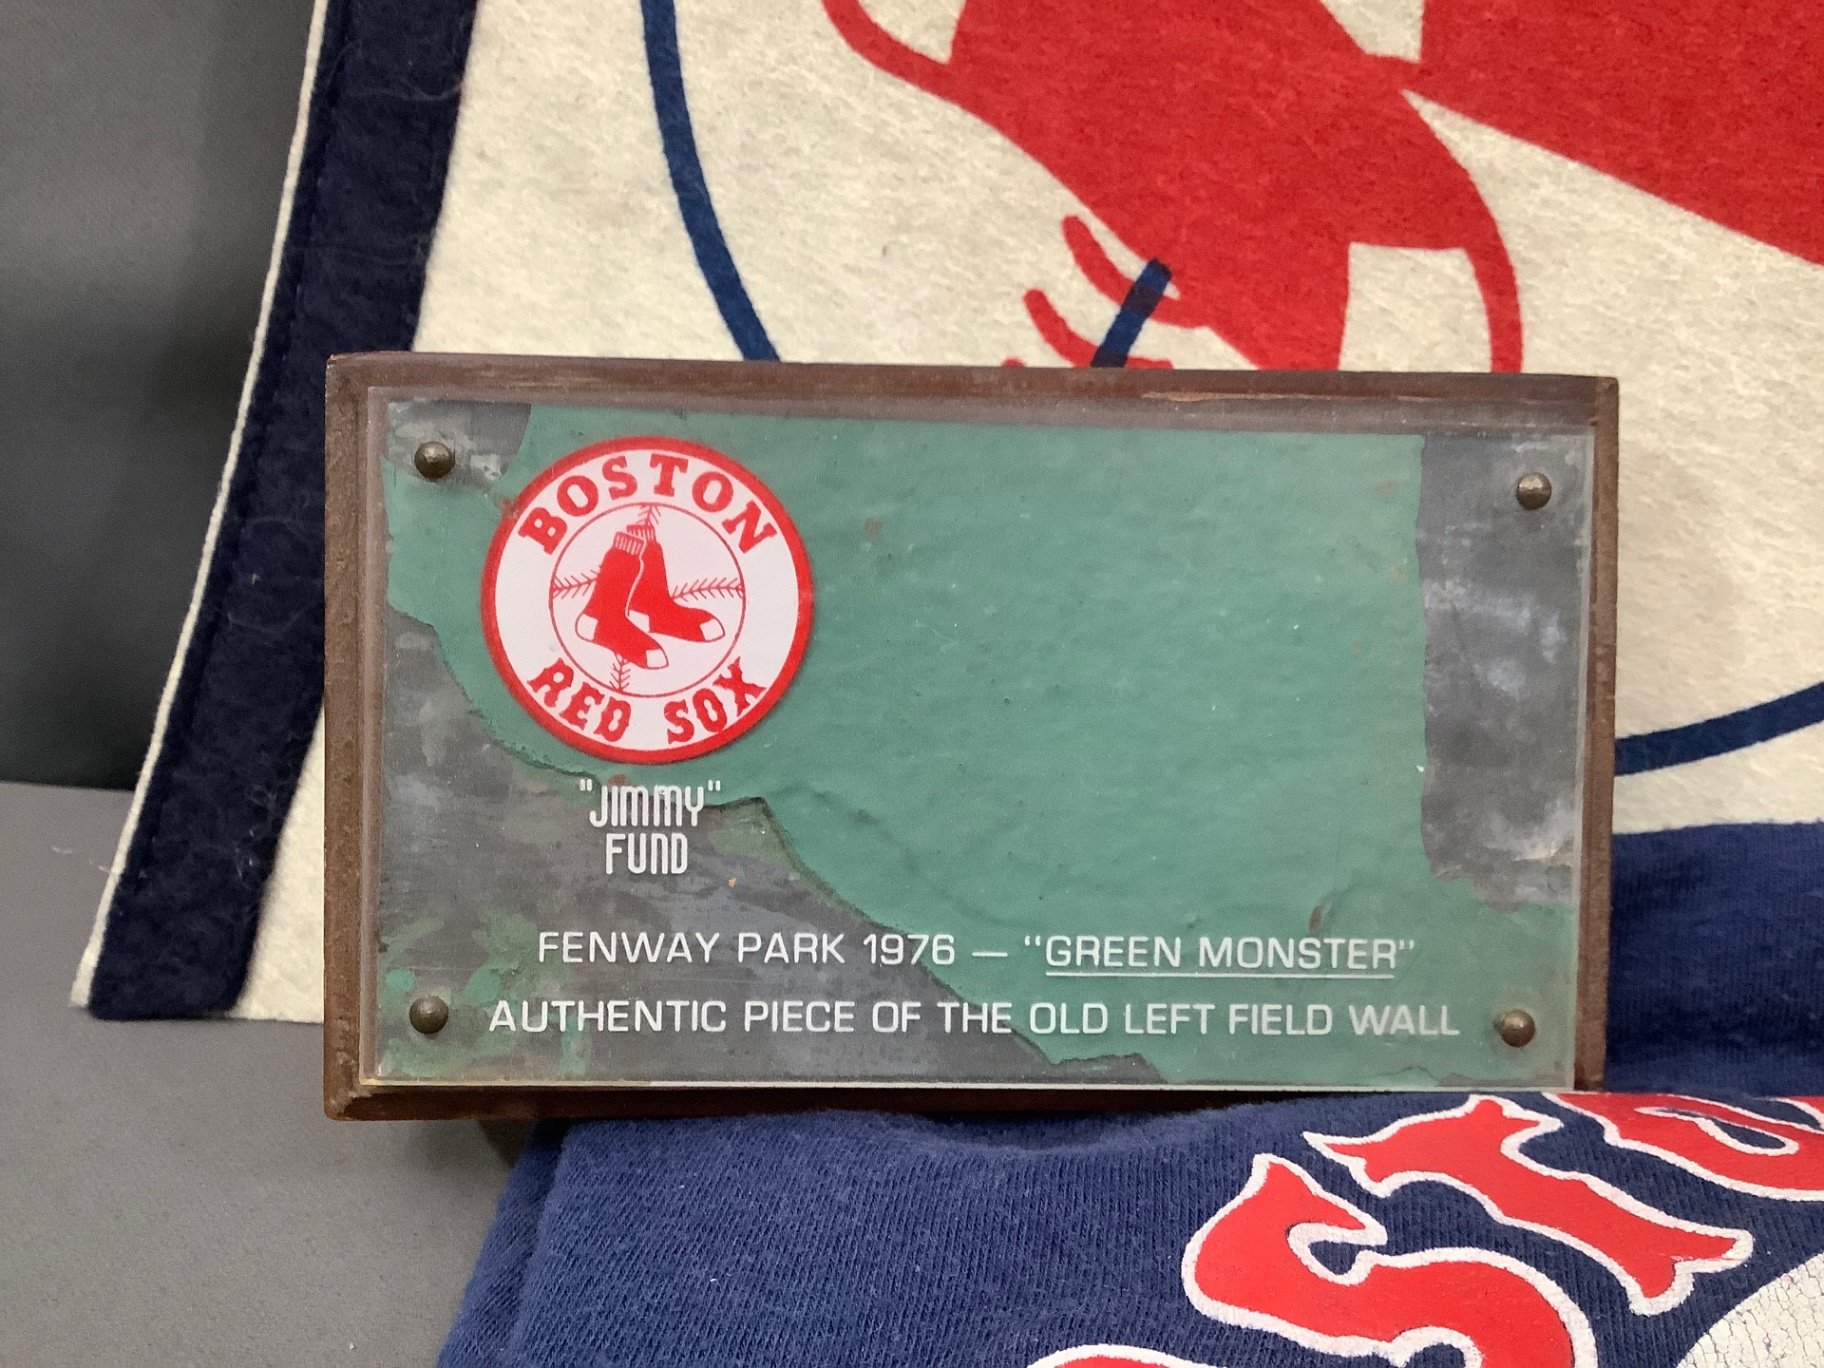 BOSTON
RED SOX
"JIMMY"
FUND
FENWAY PARK 1976 — "GREEN MONSTER"
AUTHENTIC PIECE OF THE OLD LEFT FIELD WALL